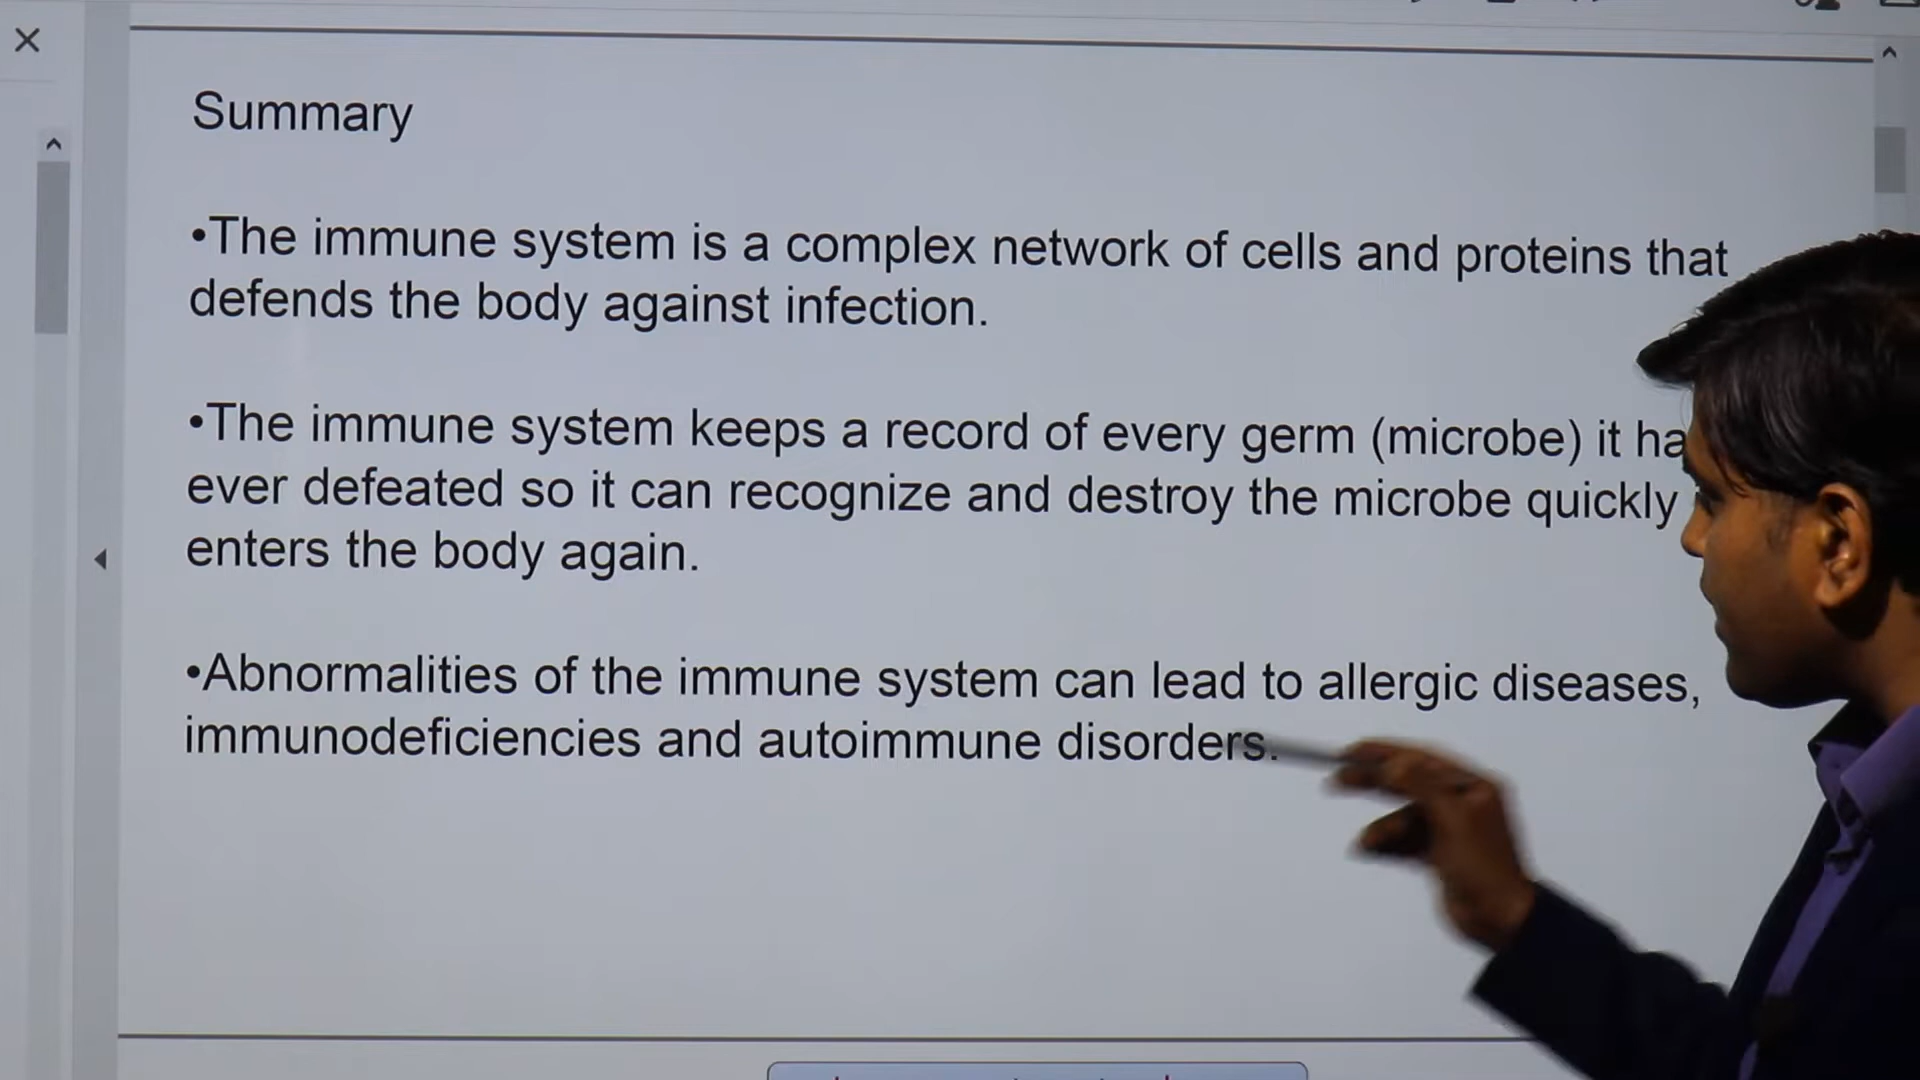 Summary
•The immune system is a complex network of cells and proteins that
defends the body against infection.
•The immune system keeps a record of every germ (microbe) it ha
ever defeated so it can recognize and destroy the microbe quickly
enters the body again.
•Abnormalities of the immune system can lead to allergic diseases,
immunodeficiencies and autoimmune disorders.